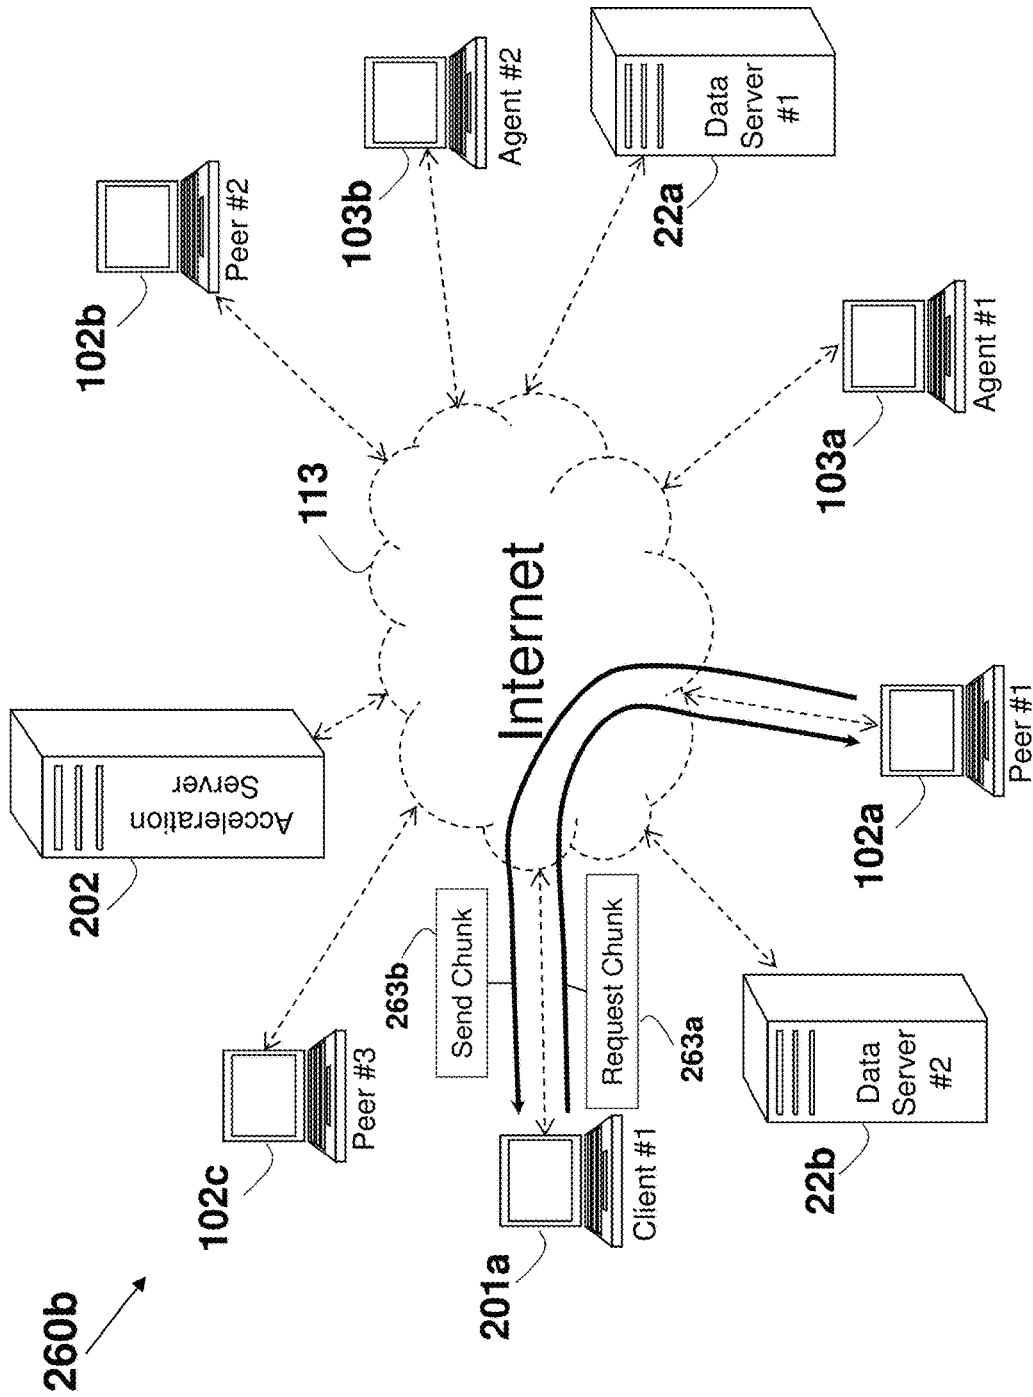 260b
102c
Peer #3
202
Acceleration
Server
113
102b
Peer #2
103b
Agent #2
263b
Send Chunk
Internet
201a
Client #1
Request Chunk
263a
22a
Data
Server
#1
22b
Data
Server
#2
102a
Peer #1
103a
Agent #1